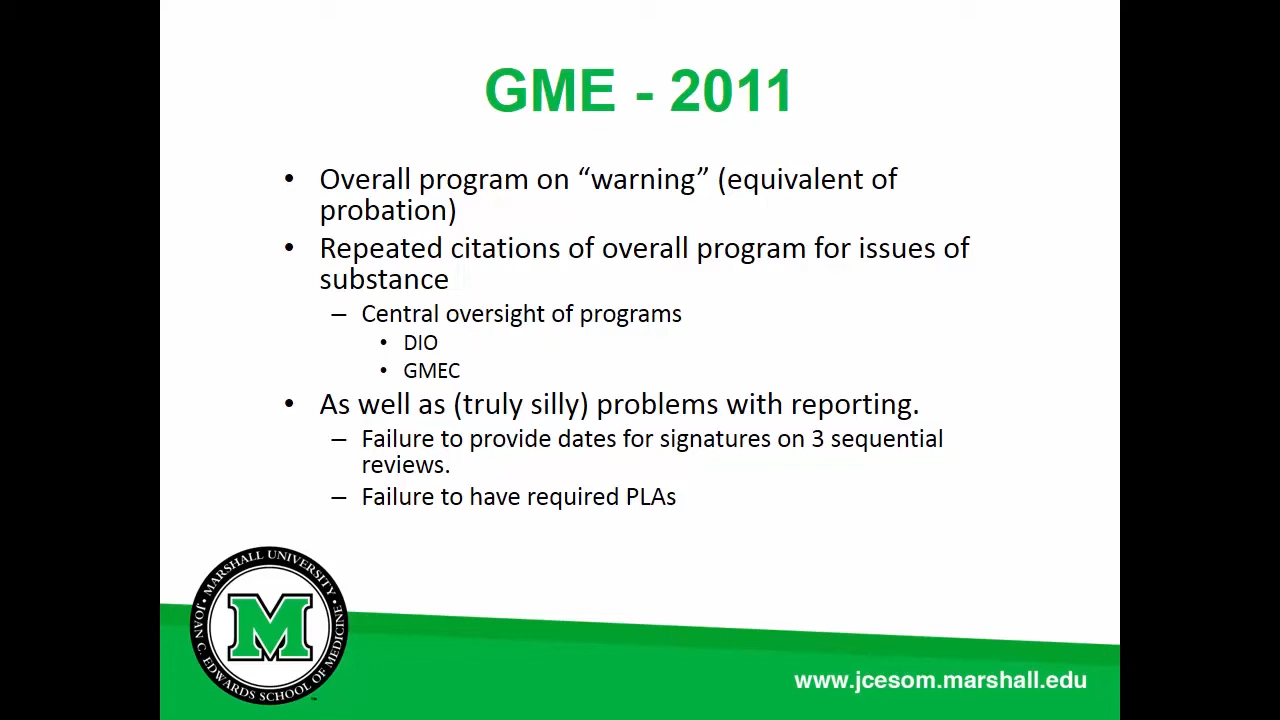 GME - 2011
• Overall program on “warning” (equivalent of
probation)
• Repeated citations of overall program for issues of
substance
– Central oversight of programs
• DIO
• GMEC
• As well as (truly silly) problems with reporting.
– Failure to provide dates for signatures on 3 sequential
reviews.
– Failure to have required PLAs
• MARSHALL UNIVERSITY •
JOAN C. EDWARDS SCHOOL OF MEDICINE
M
™
www.jcesom.marshall.edu